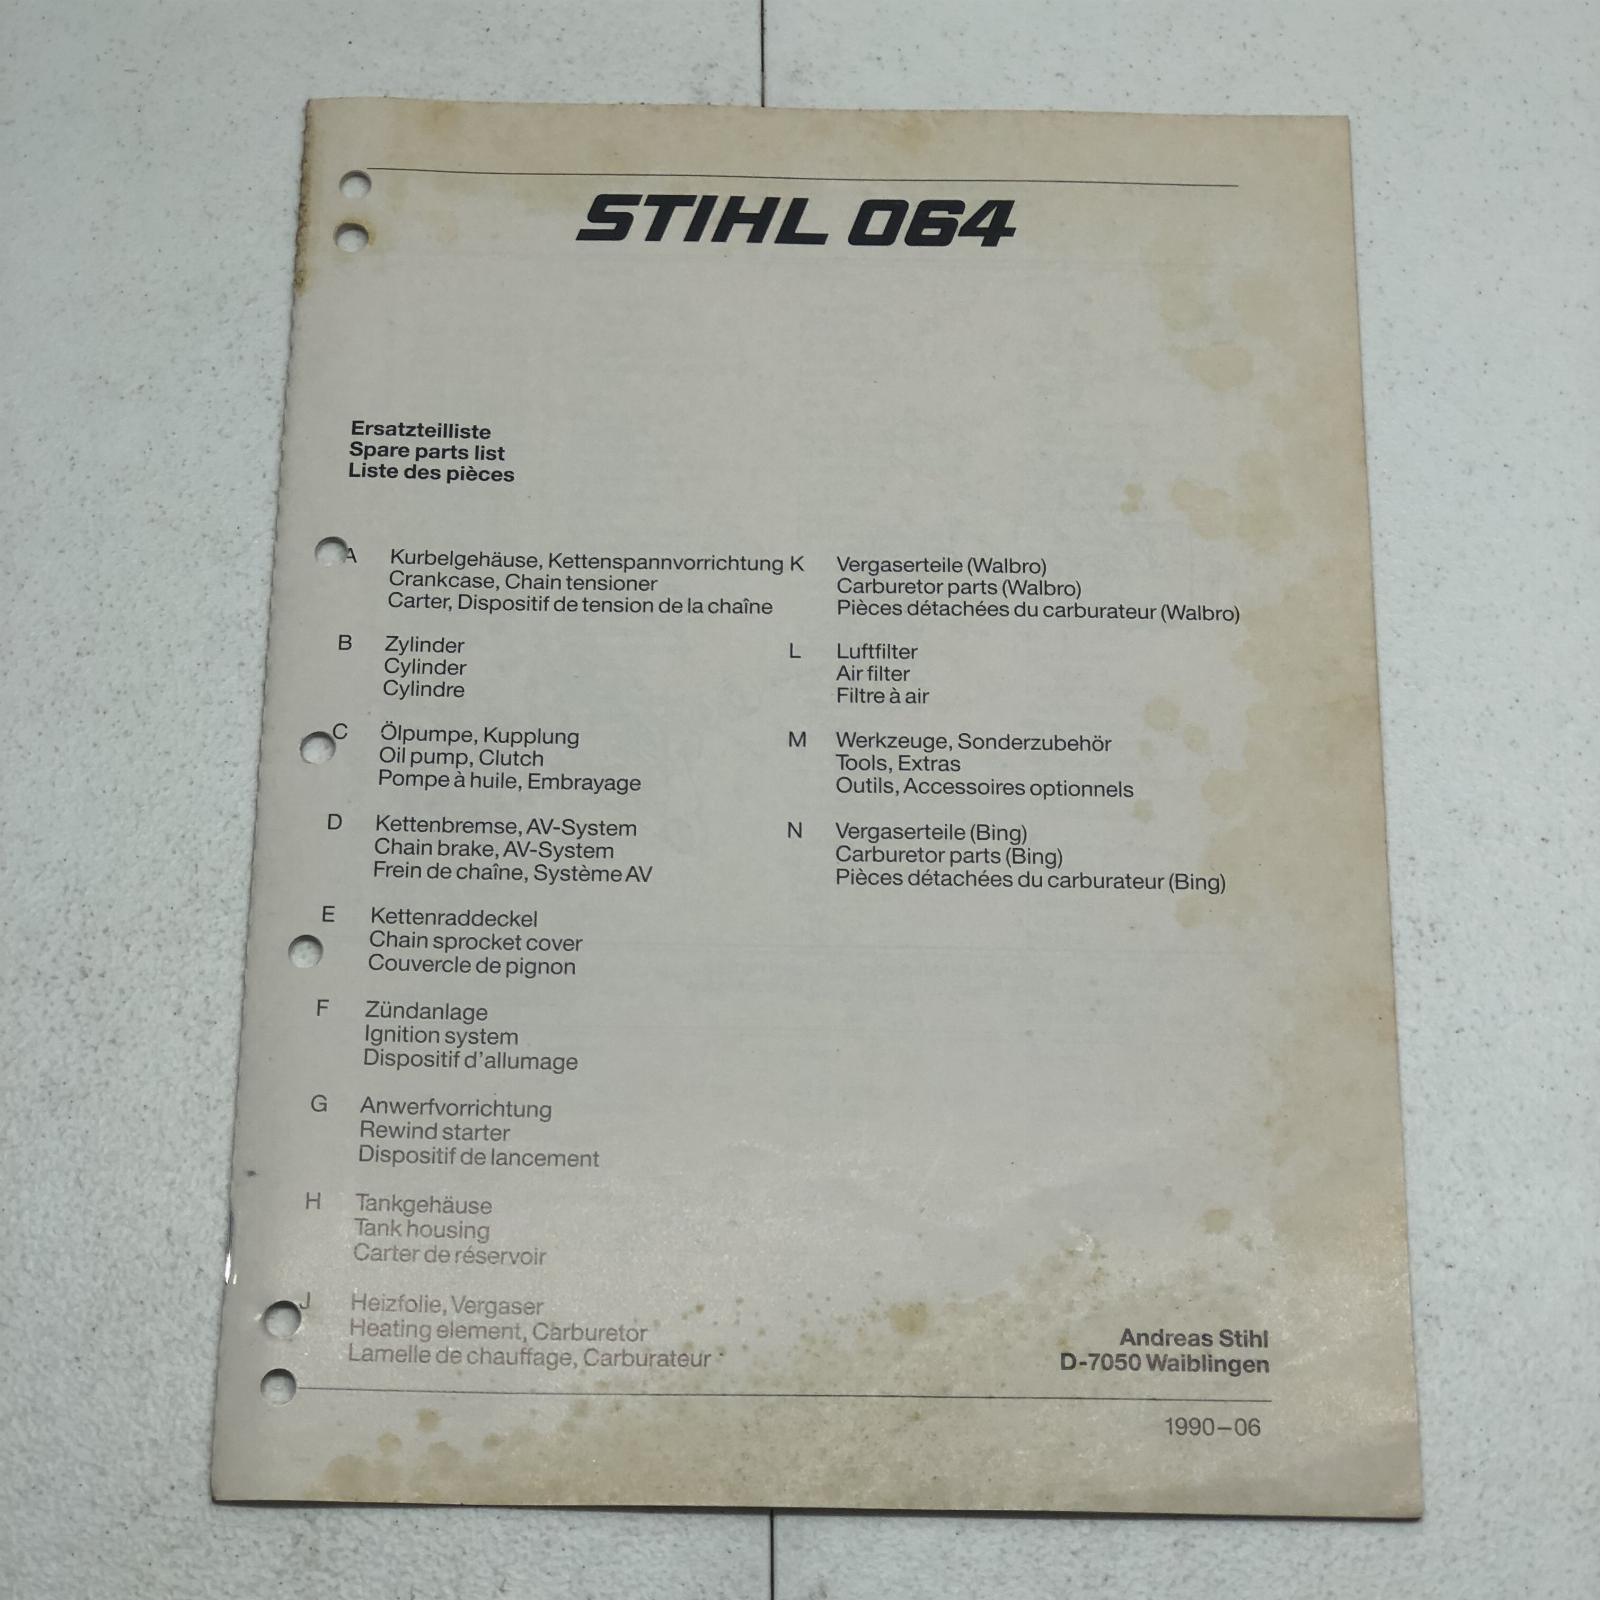 STIHL 064
Ersatzteilliste
Spare parts list
Liste des pièces
A Kurbelgehäuse, Kettenspannvorrichtung
Crankcase, Chain tensioner
Carter, Dispositif de tension de la chaîne
B Zylinder
Cylinder
Cylindre
C Ölpumpe, Kupplung
Oil pump, Clutch
Pompe à huile, Embrayage
D Kettenbremse, AV-System
Chain brake, AV-System
Frein de chaîne, Système AV
E Kettenraddeckel
Chain sprocket cover
Couvercle de pignon
F Zündanlage
Ignition system
Dispositif d'allumage
G Anwerfvorrichtung
Rewind starter
Dispositif de lancement
H Tankgehäuse
Tank housing
Carter de réservoir
J Heizfolie, Vergaser
Heating element, Carburetor
Lamelle de chauffage, Carburateur
K Vergaserteile (Walbro)
Carburetor parts (Walbro)
Pièces détachées du carburateur (Walbro)
L Luftfilter
Air filter
Filtre à air
M Werkzeuge, Sonderzubehör
Tools, Extras
Outils, Accessoires optionnels
N Vergaserteile (Bing)
Carburetor parts (Bing)
Pièces détachées du carburateur (Bing)
Andreas Stihl
D-7050 Waiblingen
1990–06